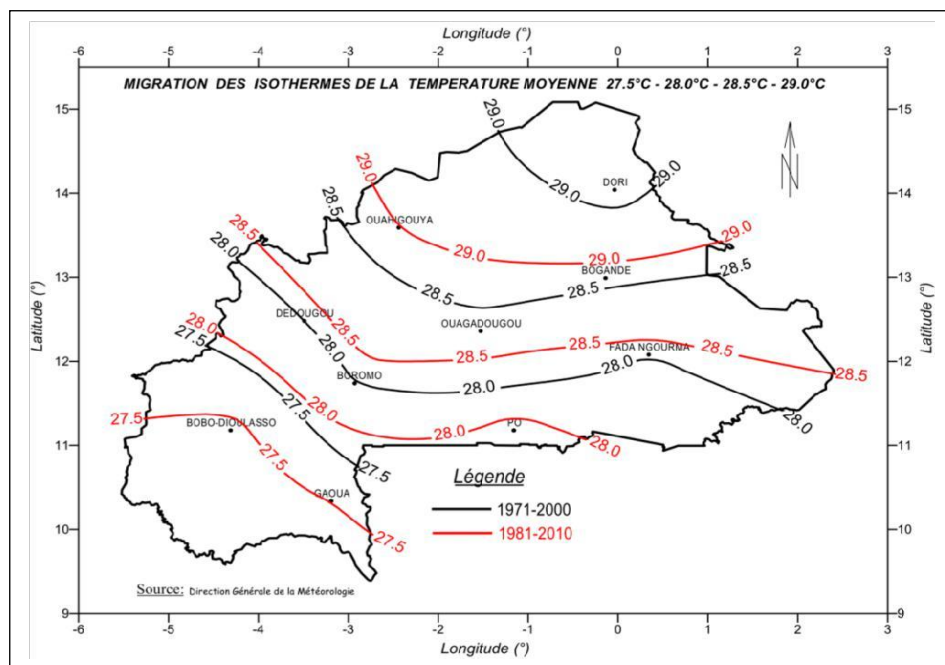 Longitude (°)
-6 -5 -4 -3 -2 -1 0 1 2 3
MIGRATION DES ISOTHERMES DE LA TEMPERATURE MOYENNE 27.5°C - 28.0°C - 28.5°C - 29.0°C
15 15
29.0
N
29.0 DORI
29.0 29.0
14 14
28.5 OUAHIGOUYA
28.5 29.0
28.0 29.0 29.0
BOGANDE
13 28.5 28.5 28.5 13
Latitude (°) Latitude (°)
DEDOUGOU
28.0 28.5 OUAGADOUGOU
27.5 28.5 28.5 28.5
FADA NGOURNA
12 28.0 28.5 12
BOROMO 28.0 28.0
27.5 28.0 28.0
27.5 BOBO-DIOULASSO 28.0 PO
11 28.0 11
27.5 27.5
Légende
GAOUA
1971-2000
10 27.5 1981-2010 10
Source: Direction Générale de la Météorologie
9 9
-6 -5 -4 -3 -2 -1 0 1 2 3
Longitude (°)